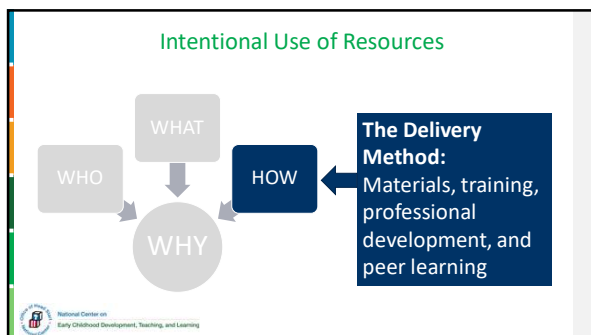 Intentional Use of Resources
WHO
WHAT
HOW
WHY
The Delivery
Method:
Materials, training,
professional
development, and
peer learning
National Center on
Early Childhood Development, Teaching, and Learning